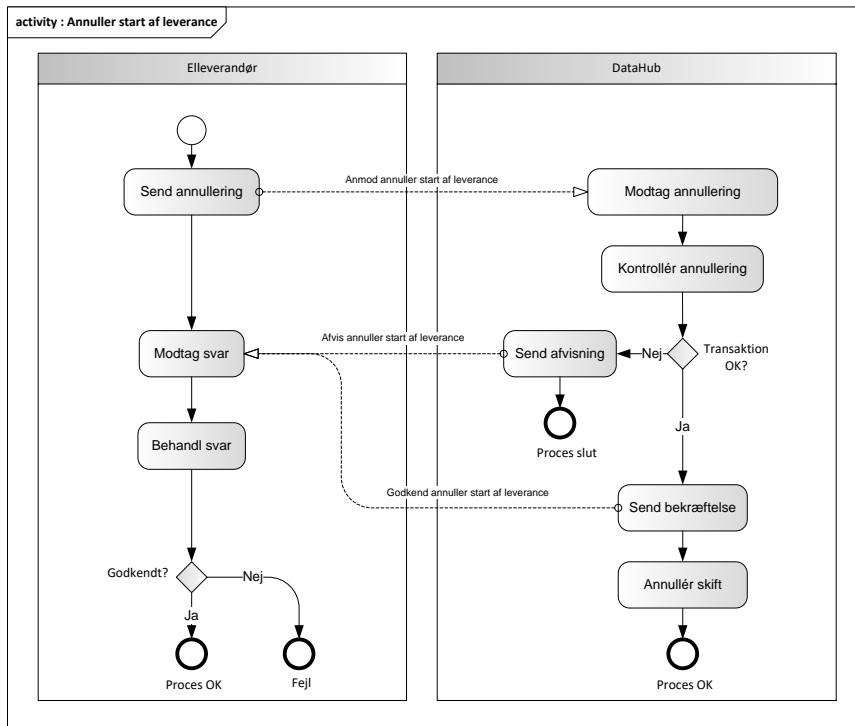 activity : Annuller start af leverance
Elleverandør
DataHub
Send annullering
Anmod annuller start af leverance
Modtag annullering
Kontrollér annullering
Afvis annuller start af leverance
Modtag svar
Send afvisning
Nej
Transaktion
OK?
Proces slut
Ja
Behandl svar
Godkend annuller start af leverance
Send bekræftelse
Godkendt?
Nej
Ja
Annullér skift
Proces OK
Fejl
Proces OK